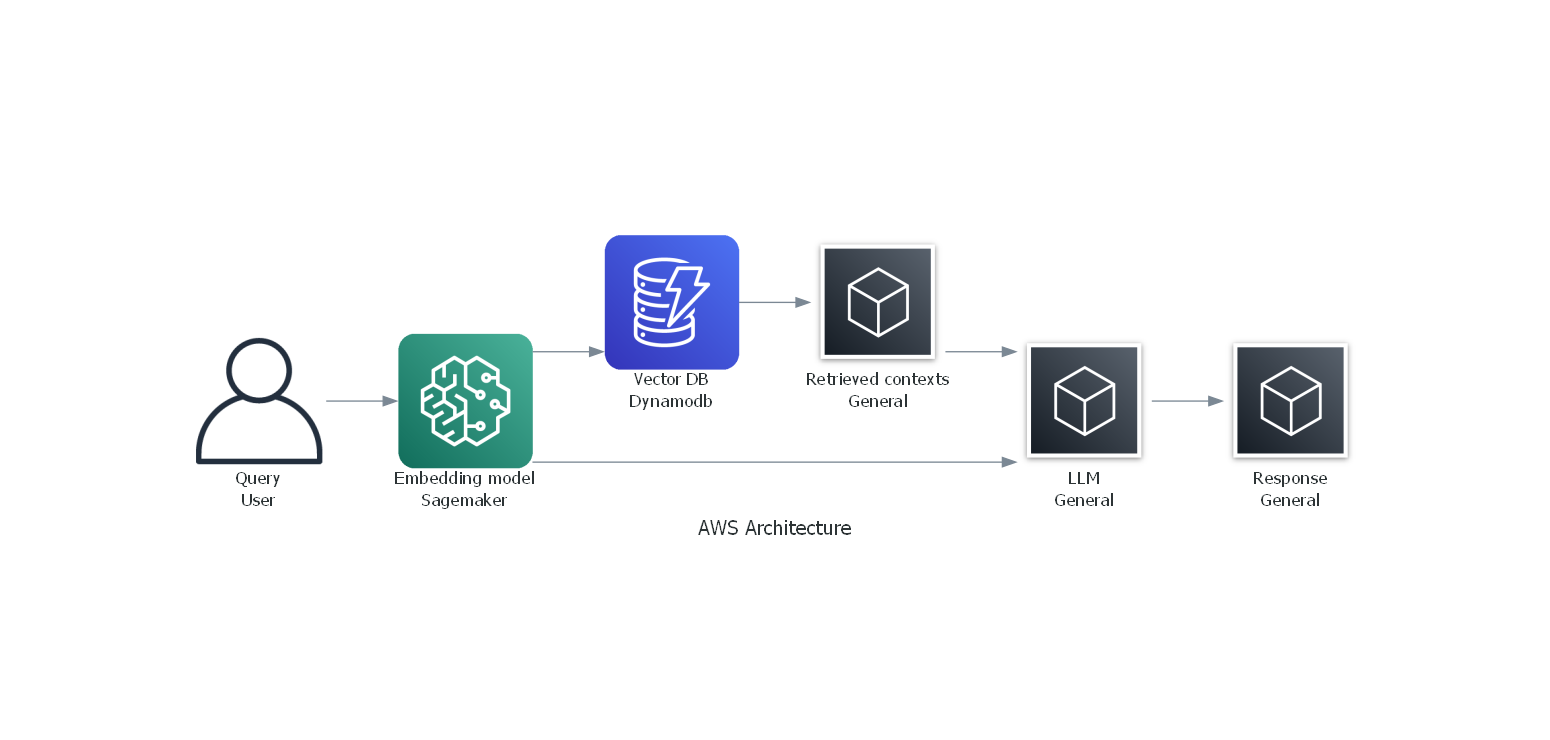 Vector DB
Dynamodb
Retrieved contexts
General
Query
User
Embedding model
Sagemaker
LLM
General
Response
General
AWS Architecture